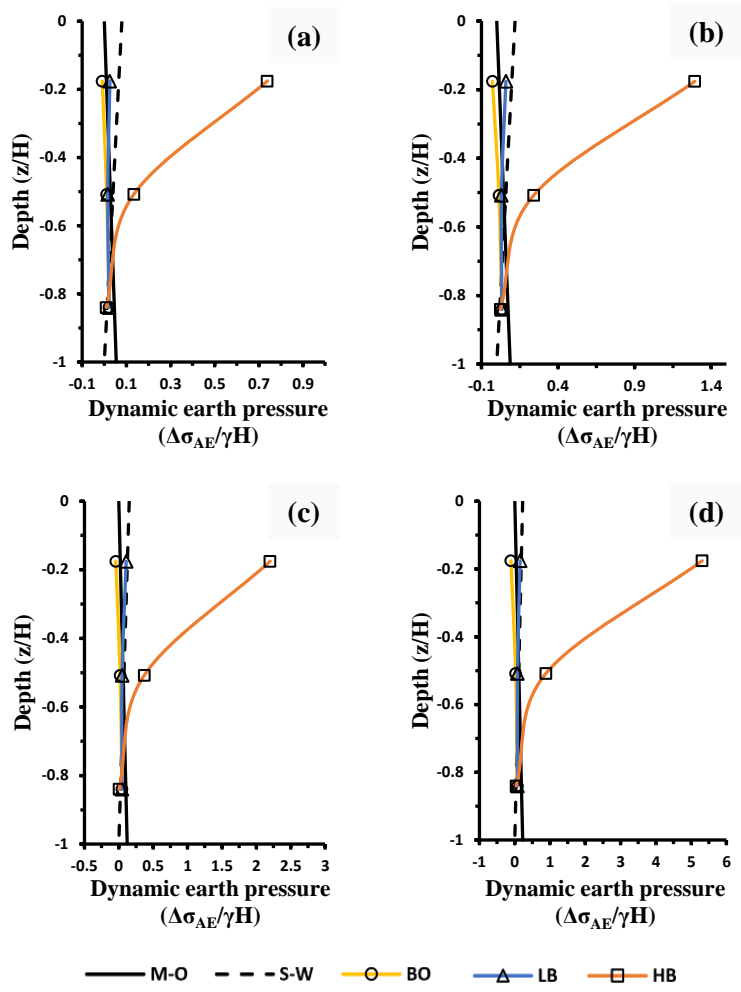 (a)
0
-0.2
-0.4
-0.6
-0.8
-1
Depth (z/H)
-0.1 0.1 0.3 0.5 0.7 0.9
Dynamic earth pressure
(ΔσAE/γH)
(b)
0
-0.2
-0.4
-0.6
-0.8
-1
Depth (z/H)
-0.1 0.4 0.9 1.4
Dynamic earth pressure
(ΔσAE/γH)
(c)
0
-0.2
-0.4
-0.6
-0.8
-1
Depth (z/H)
-0.5 0 0.5 1 1.5 2 2.5 3
Dynamic earth pressure
(ΔσAE/γH)
(d)
0
-0.2
-0.4
-0.6
-0.8
-1
Depth (z/H)
-1 0 1 2 3 4 5 6
Dynamic earth pressure
(ΔσAE/γH)
M-O S-W BO LB HB